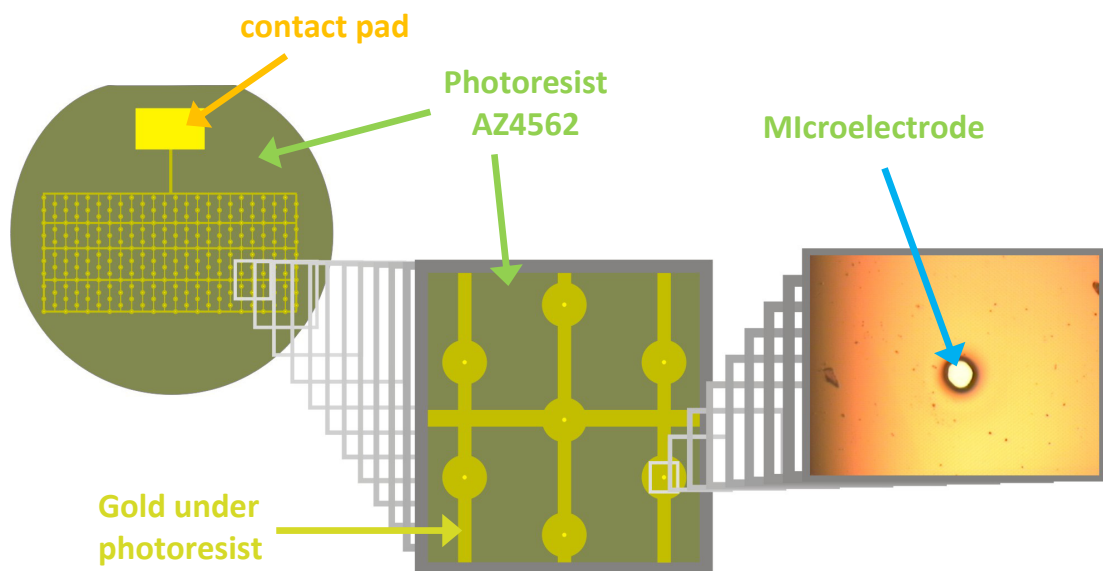 contact pad
Photoresist
AZ4562
MIcroelectrode
Gold under
photoresist